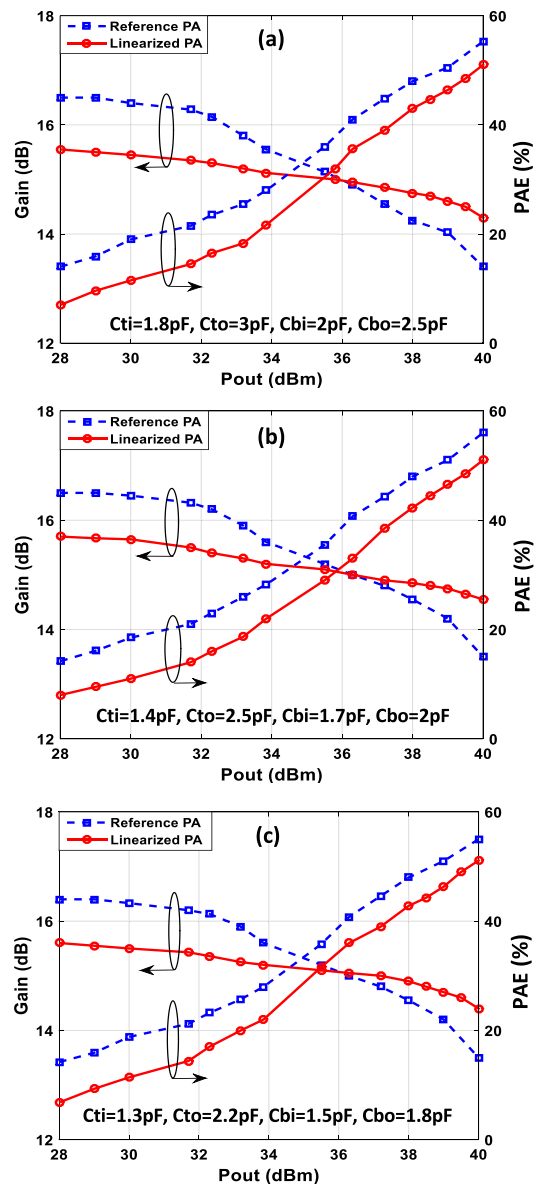 Reference PA
Linearized PA
(a)
18
16
14
12
Gain (dB)
60
40
20
0
PAE (%)
Cti=1.8pF, Cto=3pF, Cbi=2pF, Cbo=2.5pF
28 30 32 34 36 38 40
Pout (dBm)
Reference PA
Linearized PA
(b)
18
16
14
12
Gain (dB)
60
40
20
0
PAE (%)
Cti=1.4pF, Cto=2.5pF, Cbi=1.7pF, Cbo=2pF
28 30 32 34 36 38 40
Pout (dBm)
Reference PA
Linearized PA
(c)
18
16
14
12
Gain (dB)
60
40
20
0
PAE (%)
Cti=1.3pF, Cto=2.2pF, Cbi=1.5pF, Cbo=1.8pF
28 30 32 34 36 38 40
Pout (dBm)